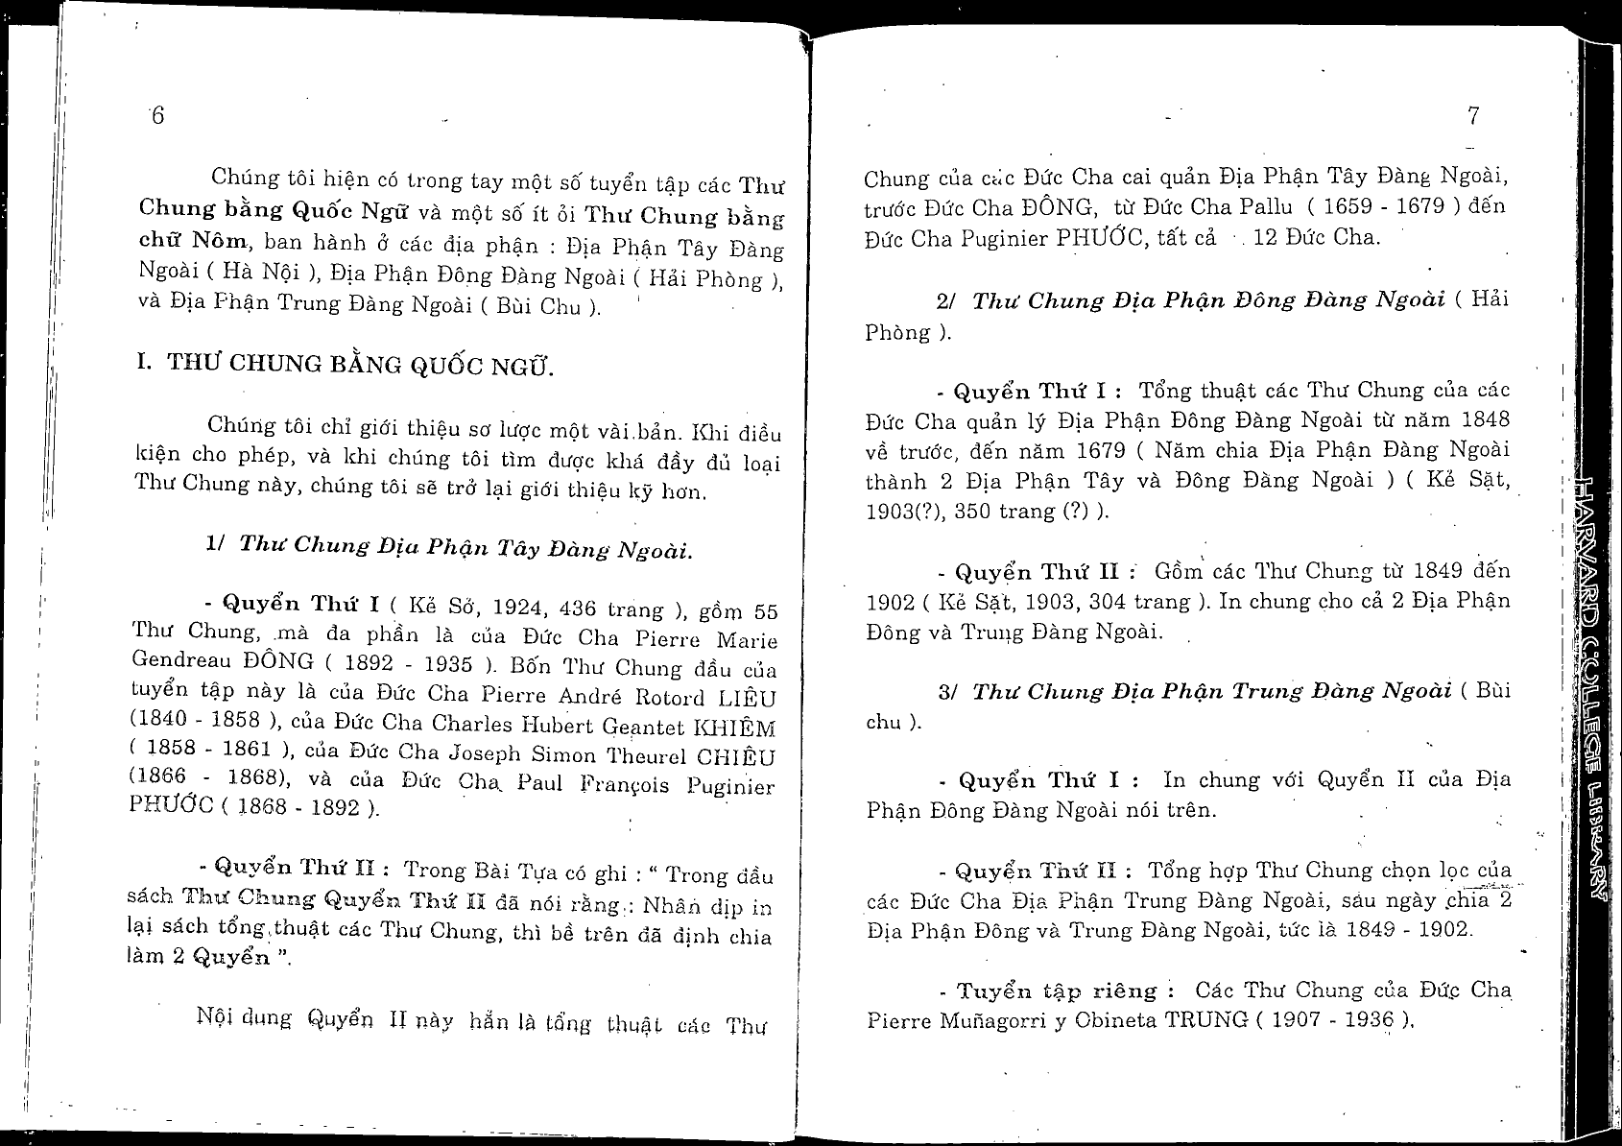 6
Chúng tôi hiện có trong tay một số tuyển tập các Thư
Chung bằng Quốc Ngữ và một số ít ỏi Thư Chung bằng
chữ Nôm, ban hành ở các địa phận : Địa Phận Tây Đàng
Ngoài ( Hà Nội ), Địa Phận Đông Đàng Ngoài ( Hải Phòng ),
và Địa Phận Trung Đàng Ngoài ( Bùi Chu ).
I. THƯ CHUNG BẰNG QUỐC NGỮ.
Chúng tôi chỉ giới thiệu sơ lược một vài bản. Khi điều
kiện cho phép, và khi chúng tôi tìm được khá đầy đủ loại
Thư Chung này, chúng tôi sẽ trở lại giới thiệu kỹ hơn.
1/ Thư Chung Địa Phận Tây Đàng Ngoài.
- Quyển Thứ I ( Kẻ Sở, 1924, 436 trang ), gồm 55
Thư Chung, mà đa phần là của Đức Cha Pierre Marie
Gendreau ĐÔNG ( 1892 - 1935 ). Bốn Thư Chung đầu của
tuyển tập này là của Đức Cha Pierre André Rotord LIÊU
(1840 - 1858 ), của Đức Cha Charles Hubert Geantet KHIÊM
( 1858 - 1861 ), của Đức Cha Joseph Simon Theurel CHIÊU
(1866 - 1868), và của Đức Cha Paul François Puginier
PHƯỚC ( 1868 - 1892 ).
- Quyển Thứ II : Trong Bài Tựa có ghi : “ Trong đầu
sách Thư Chung Quyển Thứ II đã nói rằng : Nhân dịp in
lại sách tổng thuật các Thư Chung, thì bề trên đã định chia
làm 2 Quyển ”.
Nội dung Quyển II này hẳn là tổng thuật các Thư
7
Chung của các Đức Cha cai quản Địa Phận Tây Đàng Ngoài,
trước Đức Cha ĐÔNG, từ Đức Cha Pallu ( 1659 - 1679 ) đến
Đức Cha Puginier PHƯỚC, tất cả 12 Đức Cha.
2/ Thư Chung Địa Phận Đông Đàng Ngoài ( Hải
Phòng ).
- Quyển Thứ I : Tổng thuật các Thư Chung của các
Đức Cha quản lý Địa Phận Đông Đàng Ngoài từ năm 1848
về trước, đến năm 1679 ( Năm chia Địa Phận Đàng Ngoài
thành 2 Địa Phận Tây và Đông Đàng Ngoài ) ( Kẻ Sặt,
1903(?), 350 trang (?) ).
- Quyển Thứ II : Gồm các Thư Chung từ 1849 đến
1902 ( Kẻ Sặt, 1903, 304 trang ). In chung cho cả 2 Địa Phận
Đông và Trung Đàng Ngoài.
3/ Thư Chung Địa Phận Trung Đàng Ngoài ( Bùi
chu ).
- Quyển Thứ I : In chung với Quyển II của Địa
Phận Đông Đàng Ngoài nói trên.
- Quyển Thứ II : Tổng hợp Thư Chung chọn lọc của
các Đức Cha Địa Phận Trung Đàng Ngoài, sáu ngày chia 2
Địa Phận Đông và Trung Đàng Ngoài, tức là 1849 - 1902.
- Tuyển tập riêng : Các Thư Chung của Đức Cha
Pierre Muñagorri y Obineta TRUNG ( 1907 - 1936 ).
HARVARD COLLEGE LIBRARY